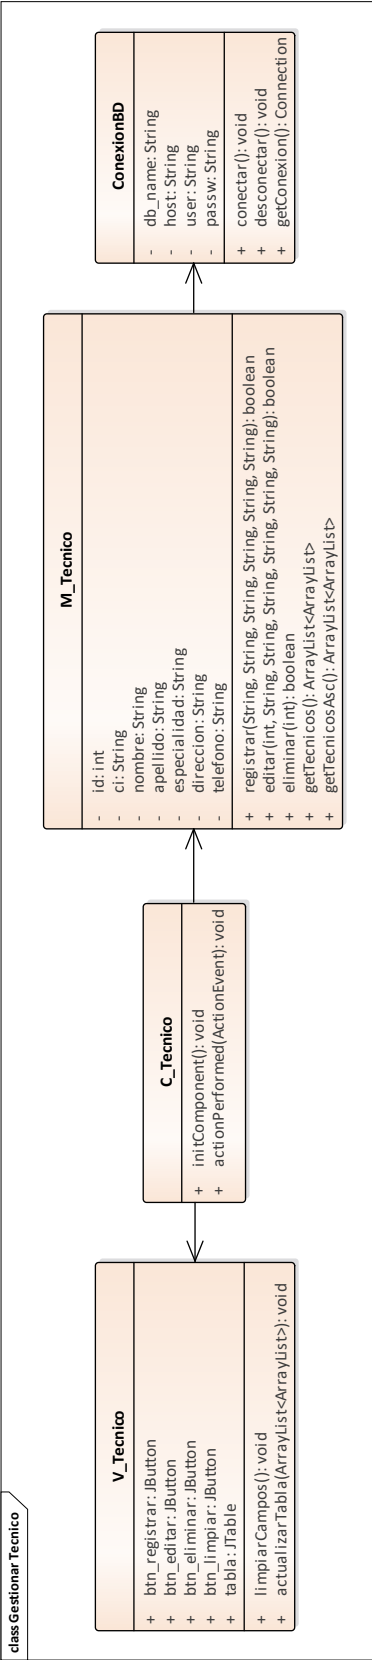 class Gestionar Tecnico
V_Tecnico
+ btn_registrar: JButton
+ btn_editar: JButton
+ btn_eliminar: JButton
+ btn_limpiar: JButton
+ tabla: JTable
+ limpiarCampos(): void
+ actualizarTabla(ArrayList<ArrayList>): void
C_Tecnico
+ initComponent(): void
+ actionPerformed(ActionEvent): void
M_Tecnico
- id: int
- ci: String
- nombre: String
- apellido: String
- especialidad: String
- direccion: String
- telefono: String
+ registrar(String, String, String, String, String, String): boolean
+ editar(int, String, String, String, String, String, String): boolean
+ eliminar(int): boolean
+ getTecnicos(): ArrayList<ArrayList>
+ getTecnicosAsc(): ArrayList<ArrayList>
ConexionBD
- db_name: String
- host: String
- user: String
- passw: String
+ conectar(): void
+ desconectar(): void
+ getConexion(): Connection